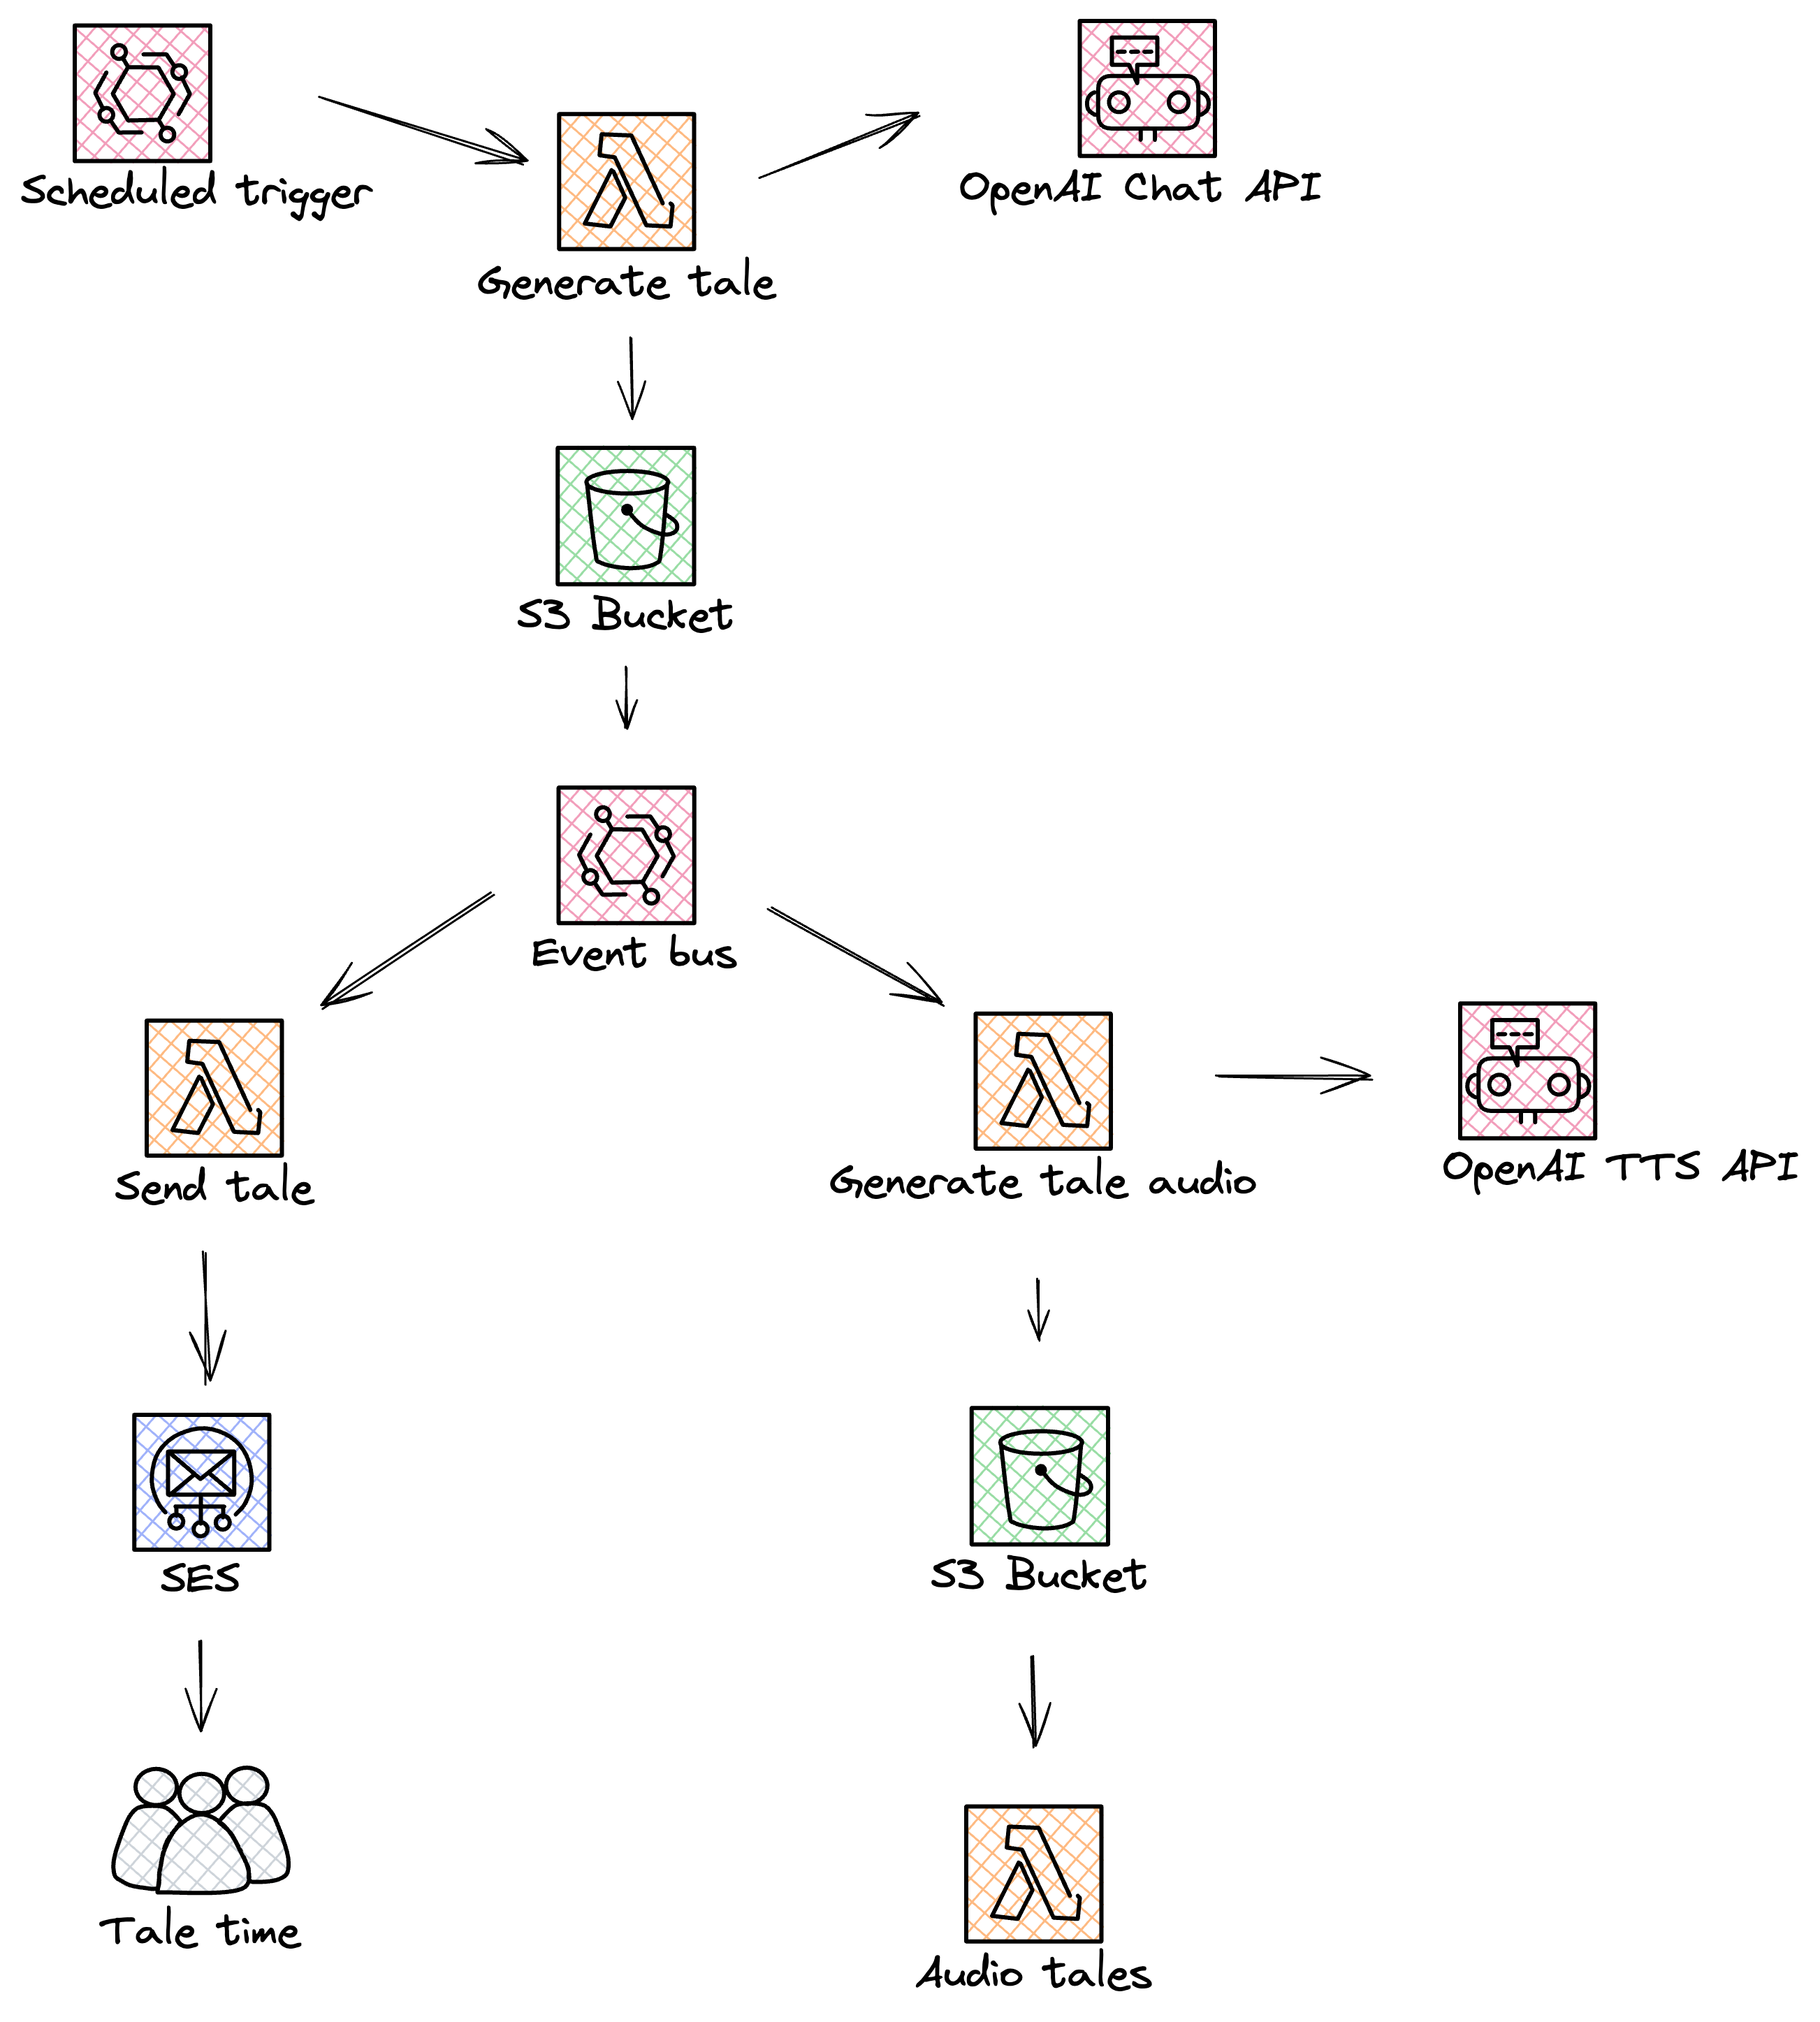 Scheduled trigger
OpenAI Chat API
Generate tale
S3 Bucket
Event bus
Send tale
Generate tale audio
OpenAI TTS API
SES
S3 Bucket
Tale time
Audio tales